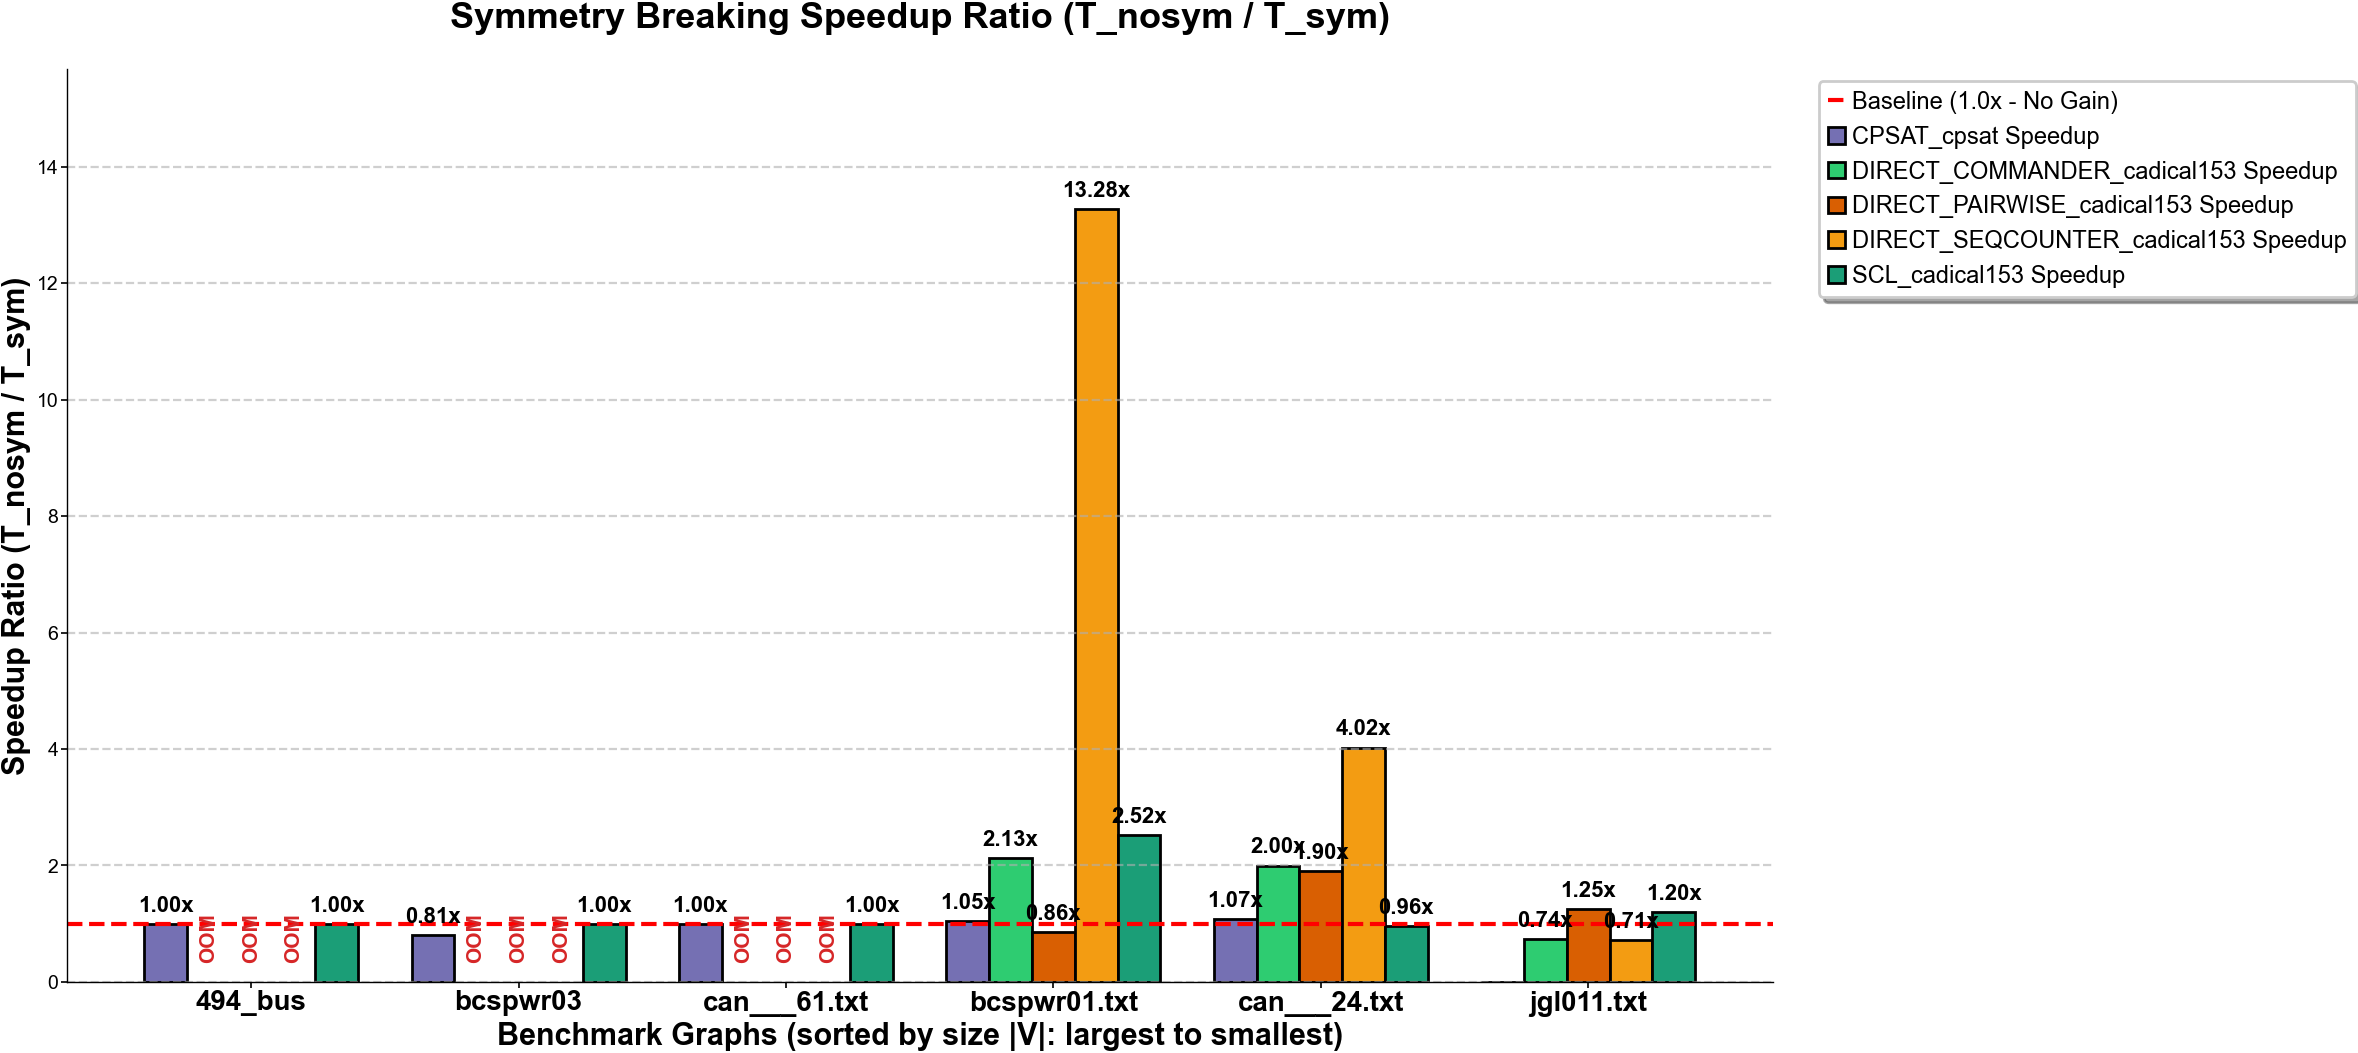 Symmetry Breaking Speedup Ratio (T_nosym / T_sym)
Speedup Ratio (T_nosym / T_sym)
14
12
10
8
6
4
2
0
1.00x
OOM
OOM
OOM
1.00x
0.81x
OOM
OOM
OOM
1.00x
1.00x
OOM
OOM
OOM
1.00x
1.05x
2.13x
0.86x
13.28x
2.52x
1.07x
2.00x
1.90x
4.02x
0.96x
0.74x
1.25x
0.71x
1.20x
494_bus
bcspwr03
can___61.txt
bcspwr01.txt
can___24.txt
jgl011.txt
Benchmark Graphs (sorted by size |V|: largest to smallest)
Baseline (1.0x - No Gain)
CPSAT_cpsat Speedup
DIRECT_COMMANDER_cadical153 Speedup
DIRECT_PAIRWISE_cadical153 Speedup
DIRECT_SEQCOUNTER_cadical153 Speedup
SCL_cadical153 Speedup